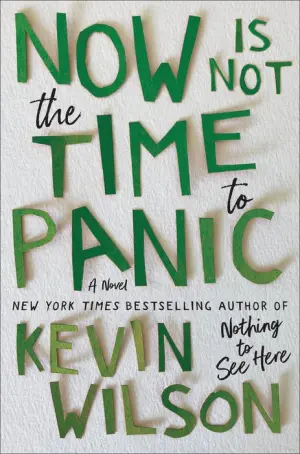 NOW IS
NOT
the
TIME to
PANIC
A Novel
NEW YORK TIMES BESTSELLING AUTHOR OF
Nothing
to
See Here
KEVIN
WILSON